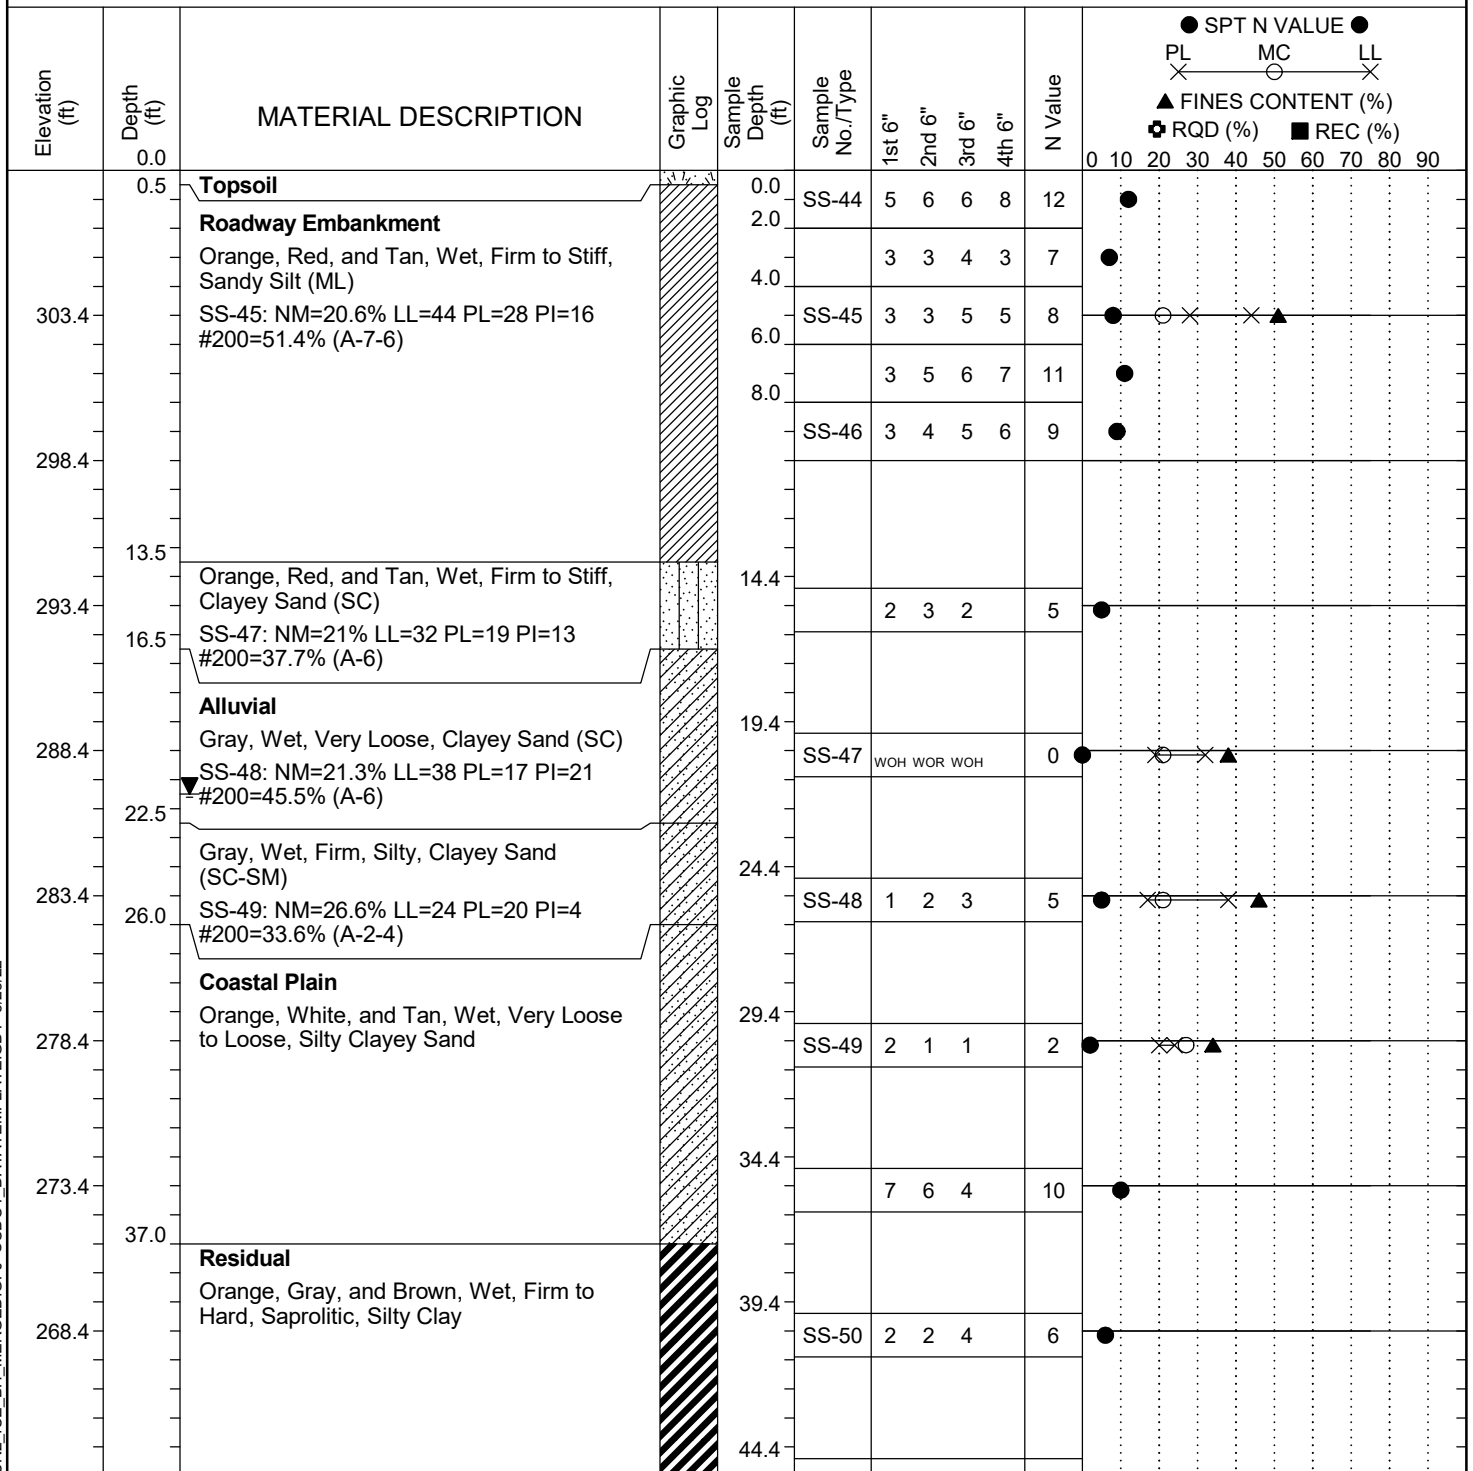 ● SPT N VALUE ●
PL MC LL
▲ FINES CONTENT (%)
RQD (%) ■ REC (%)
0 10 20 30 40 50 60 70 80 90
Elevation (ft)
Depth (ft)
MATERIAL DESCRIPTION
Graphic Log
Sample Depth (ft)
Sample No./Type
1st 6"
2nd 6"
3rd 6"
4th 6"
N Value
0.0
0.5 Topsoil 0.0 SS-44 5 6 6 8 12
2.0
Roadway Embankment
Orange, Red, and Tan, Wet, Firm to Stiff, 3 3 4 3 7
Sandy Silt (ML) 4.0
303.4 SS-45: NM=20.6% LL=44 PL=28 PI=16 SS-45 3 3 5 5 8
#200=51.4% (A-7-6) 6.0
3 5 6 7 11
8.0
SS-46 3 4 5 6 9
298.4
13.5
Orange, Red, and Tan, Wet, Firm to Stiff, 14.4
Clayey Sand (SC)
293.4 2 3 2 5
16.5 SS-47: NM=21% LL=32 PL=19 PI=13
#200=37.7% (A-6)
Alluvial
19.4
Gray, Wet, Very Loose, Clayey Sand (SC)
288.4 SS-47 WOH WOR WOH 0
SS-48: NM=21.3% LL=38 PL=17 PI=21
#200=45.5% (A-6)
22.5
Gray, Wet, Firm, Silty, Clayey Sand
(SC-SM) 24.4
283.4 SS-48 1 2 3 5
26.0 SS-49: NM=26.6% LL=24 PL=20 PI=4
#200=33.6% (A-2-4)
Coastal Plain
Orange, White, and Tan, Wet, Very Loose 29.4
to Loose, Silty Clayey Sand
278.4 SS-49 2 1 1 2
34.4
273.4 7 6 4 10
37.0
Residual
Orange, Gray, and Brown, Wet, Firm to 39.4
Hard, Saprolitic, Silty Clay
268.4 SS-50 2 2 4 6
44.4